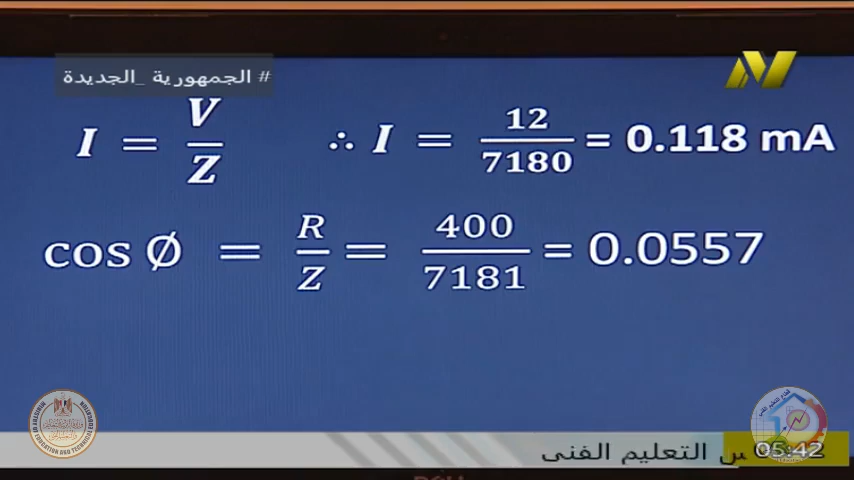 # الجمهورية _الجديدة
I = V/Z ∴ I = 12/7180 = 0.118 mA
cos Ø = R/Z = 400/7181 = 0.0557
س التعليم الفنى
05:42